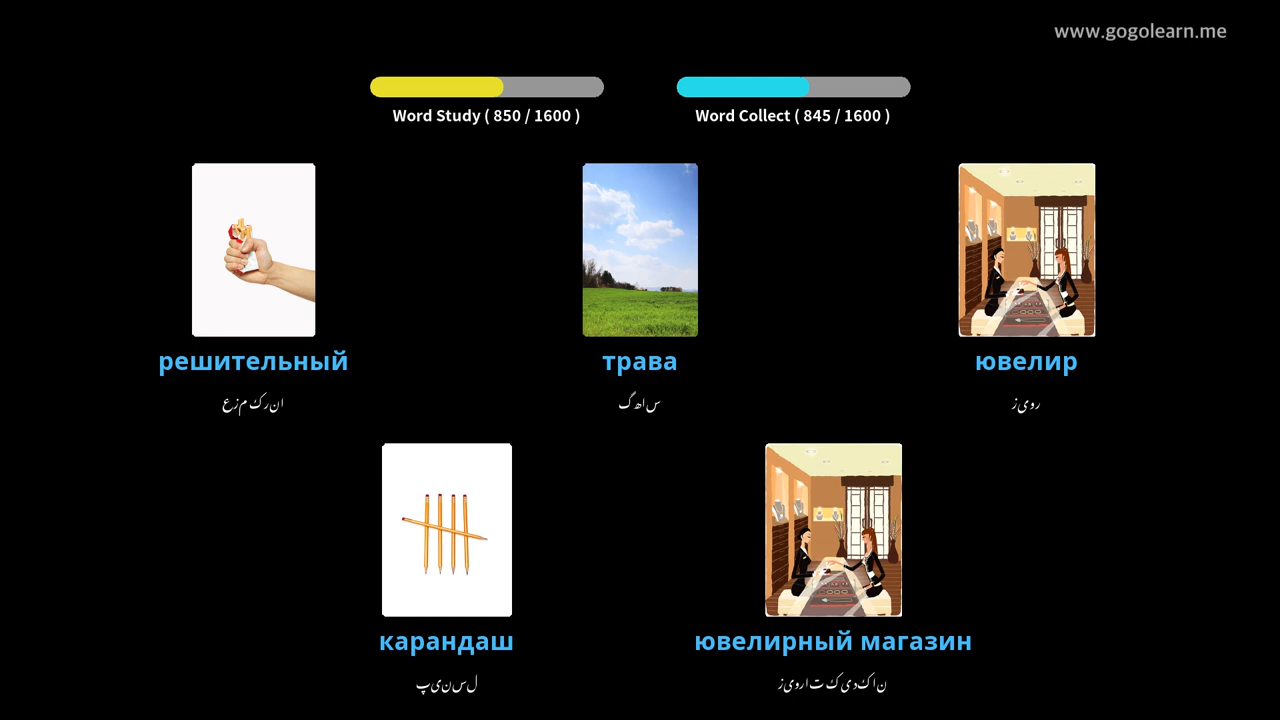 www.gogolearn.me
Word Study ( 850 / 1600 )
Word Collect ( 845 / 1600 )
решительный
трава
ювелир
عزم کرنا
گھاس
زیور
карандаш
ювелирный магазин
پینسل
زیورات کی دکان